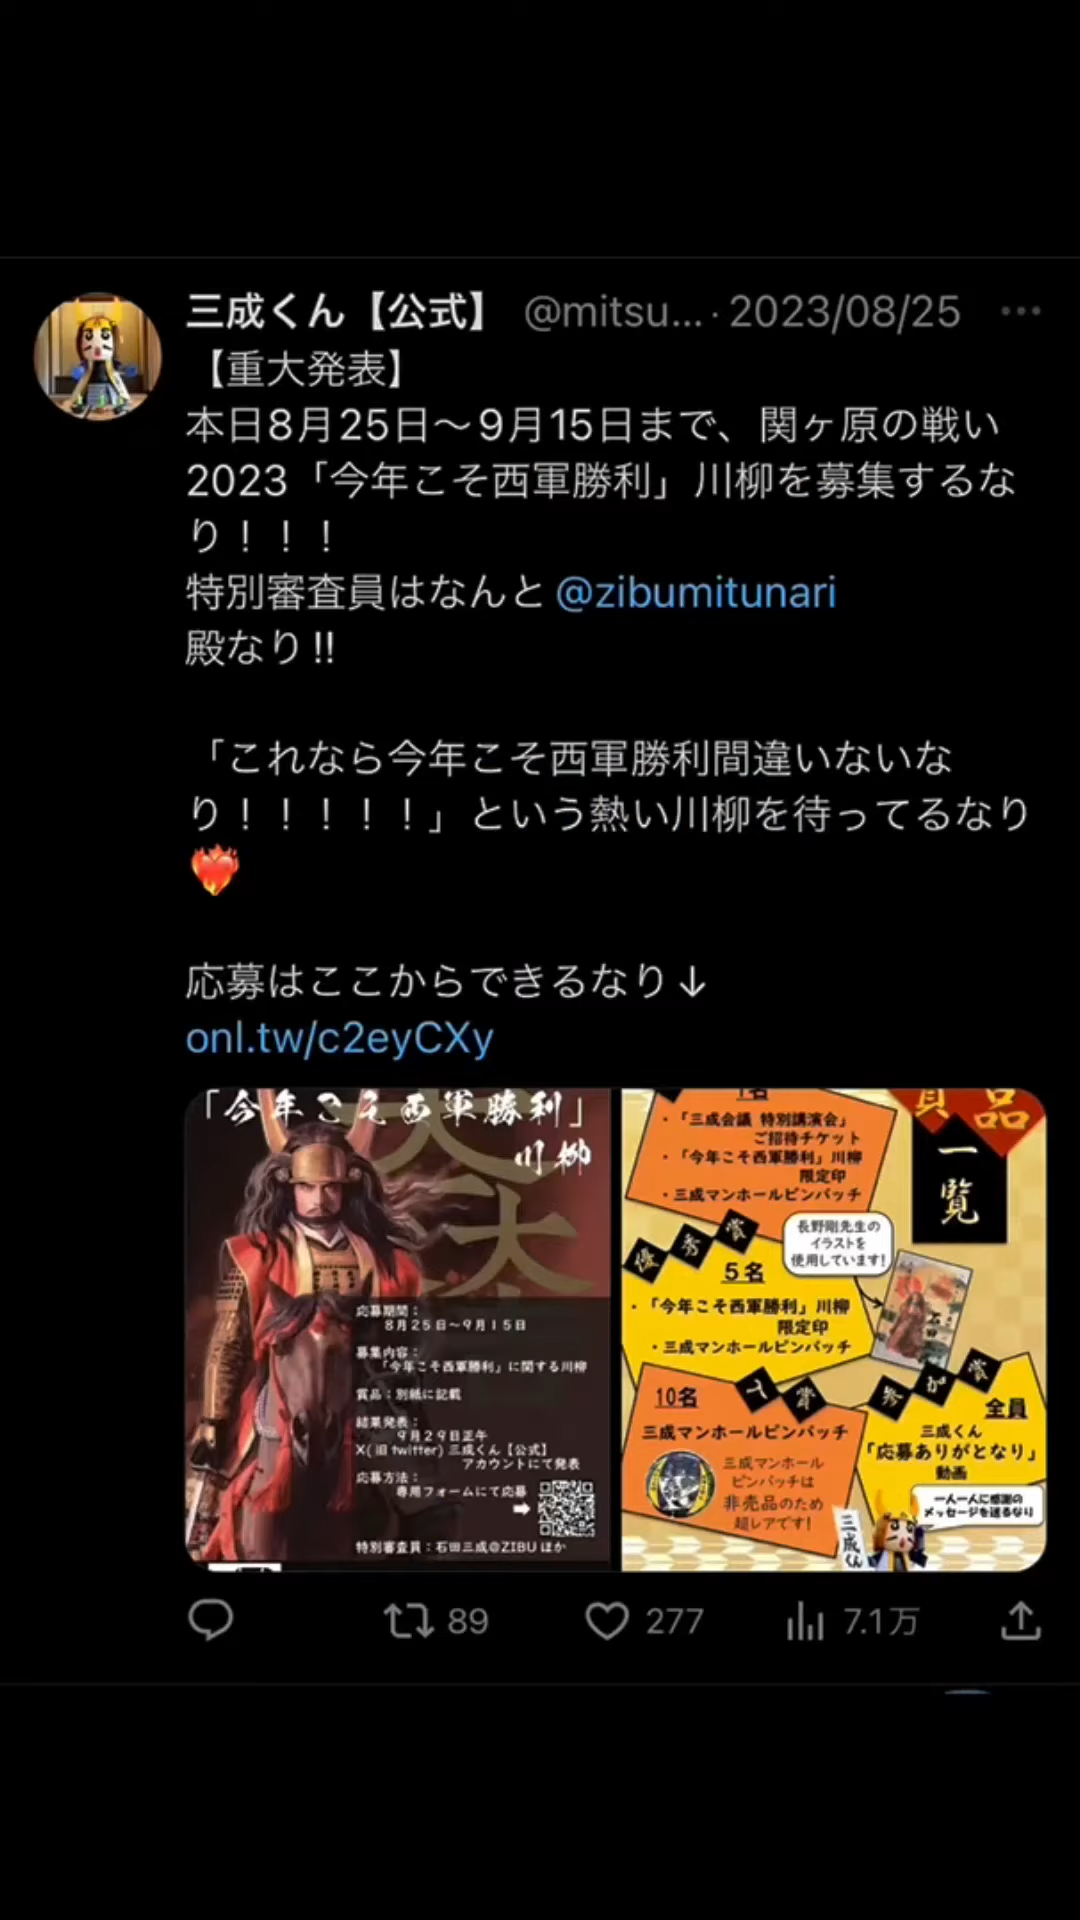 三成くん【公式】 @mitsu... · 2023/08/25
【重大発表】
本日8月25日〜9月15日まで、関ヶ原の戦い
2023「今年こそ西軍勝利」川柳を募集するな
り！！！
特別審査員はなんと @zibumitunari
殿なり‼
「これなら今年こそ西軍勝利間違いないな
り！！！！！」という熱い川柳を待ってるなり
❤️‍🔥
応募はここからできるなり↓
onl.tw/c2eyCXy
「今年こそ西軍勝利」
川柳
応募期間：
8月25日〜9月15日
募集内容：
「今年こそ西軍勝利」に関する川柳
賞品：別紙に記載
結果発表：
9月29日正午
X(旧twitter) 三成くん【公式】
アカウントにて発表
応募方法：
専用フォームにて応募
特別審査員：石田三成@ZIBU ほか
賞品
一覧
1名
・「三成会議 特別講演会」
ご招待チケット
・「今年こそ西軍勝利」川柳
限定印
・三成マンホールピンバッチ
長野剛先生の
イラストを
使用しています！
優秀賞
5名
・「今年こそ西軍勝利」川柳
限定印
・三成マンホールピンバッチ
10名
三成マンホールピンバッチ
三成マンホール
ピンバッチは
非売品のため
超レアです！
参加賞
全員
三成くん
「応募ありがとなり」
動画
一人一人に感謝の
メッセージを送るなり
三成くん
89 277 7.1万